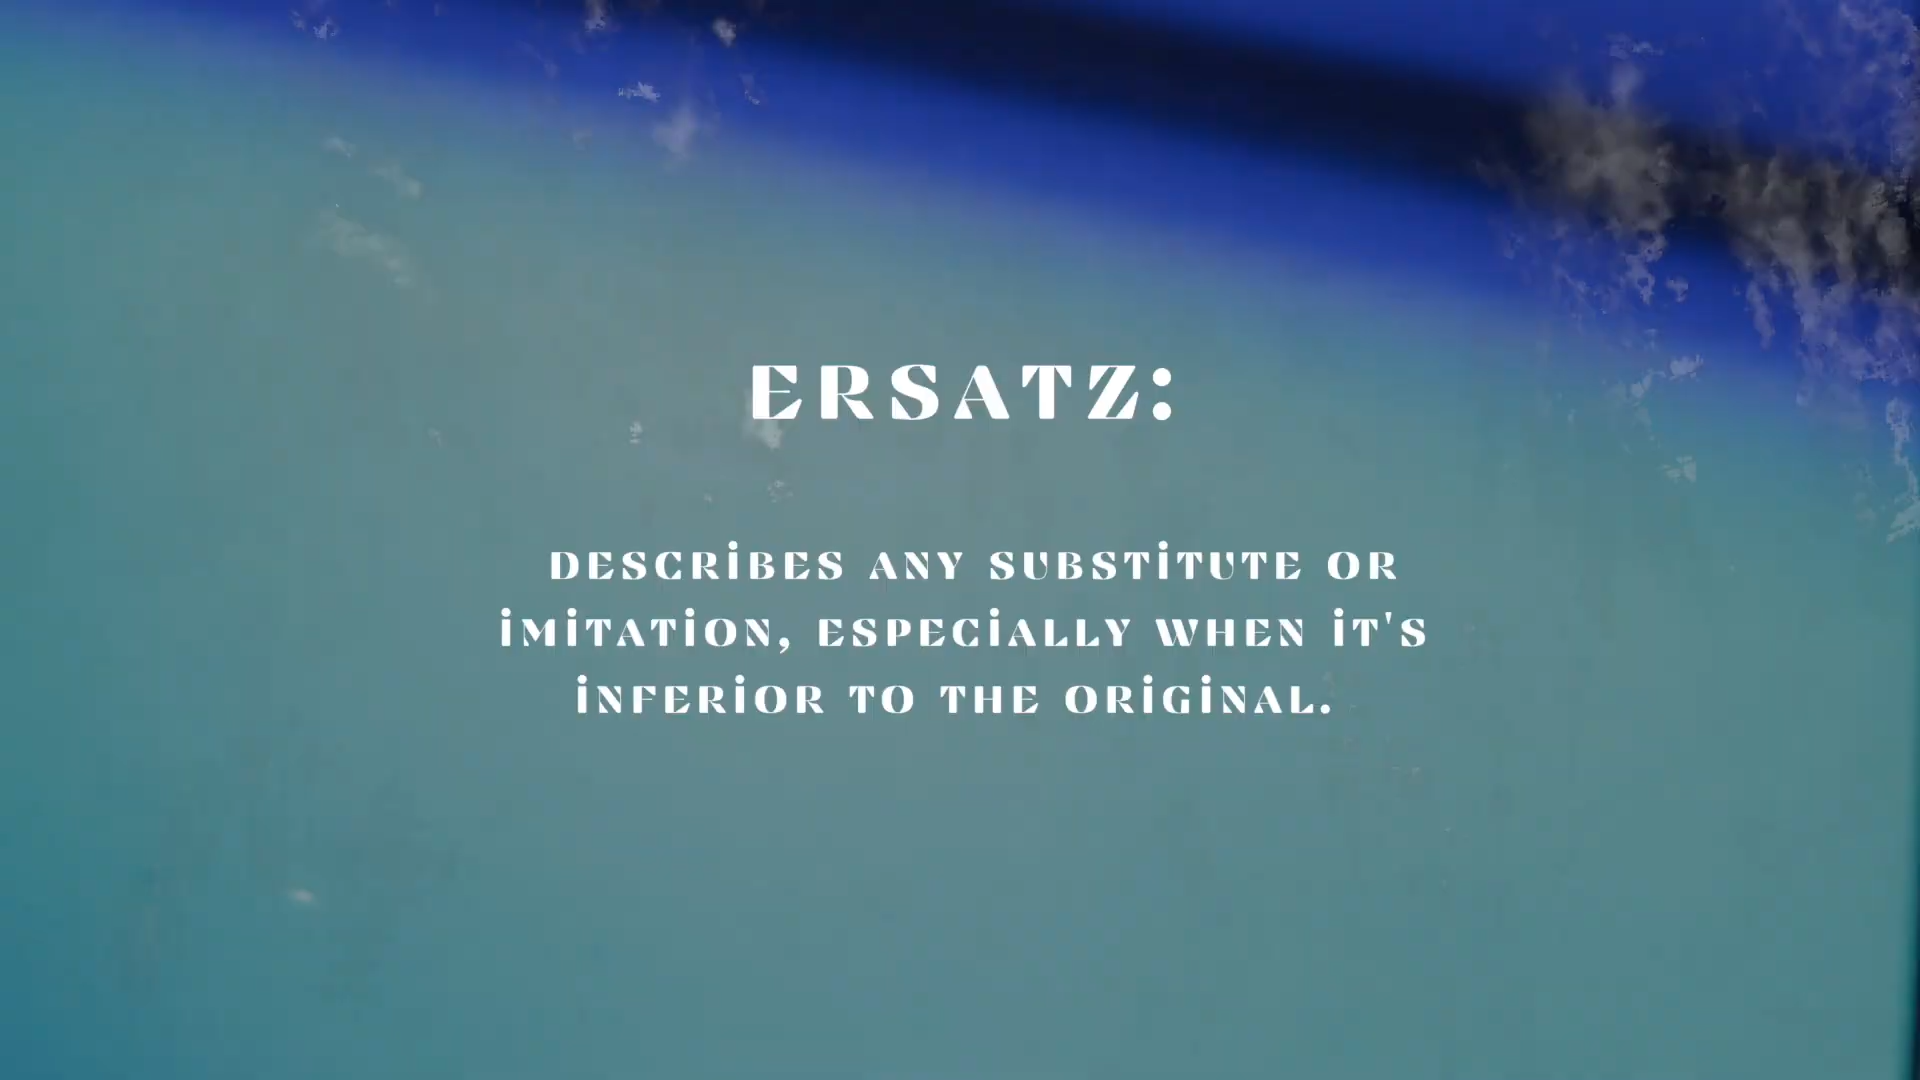 ERSATZ:
DESCRiBES ANY SUBSTiTUTE OR
iMiTATiON, ESPECiALLY WHEN iT'S
iNFERiOR TO THE ORiGiNAL.